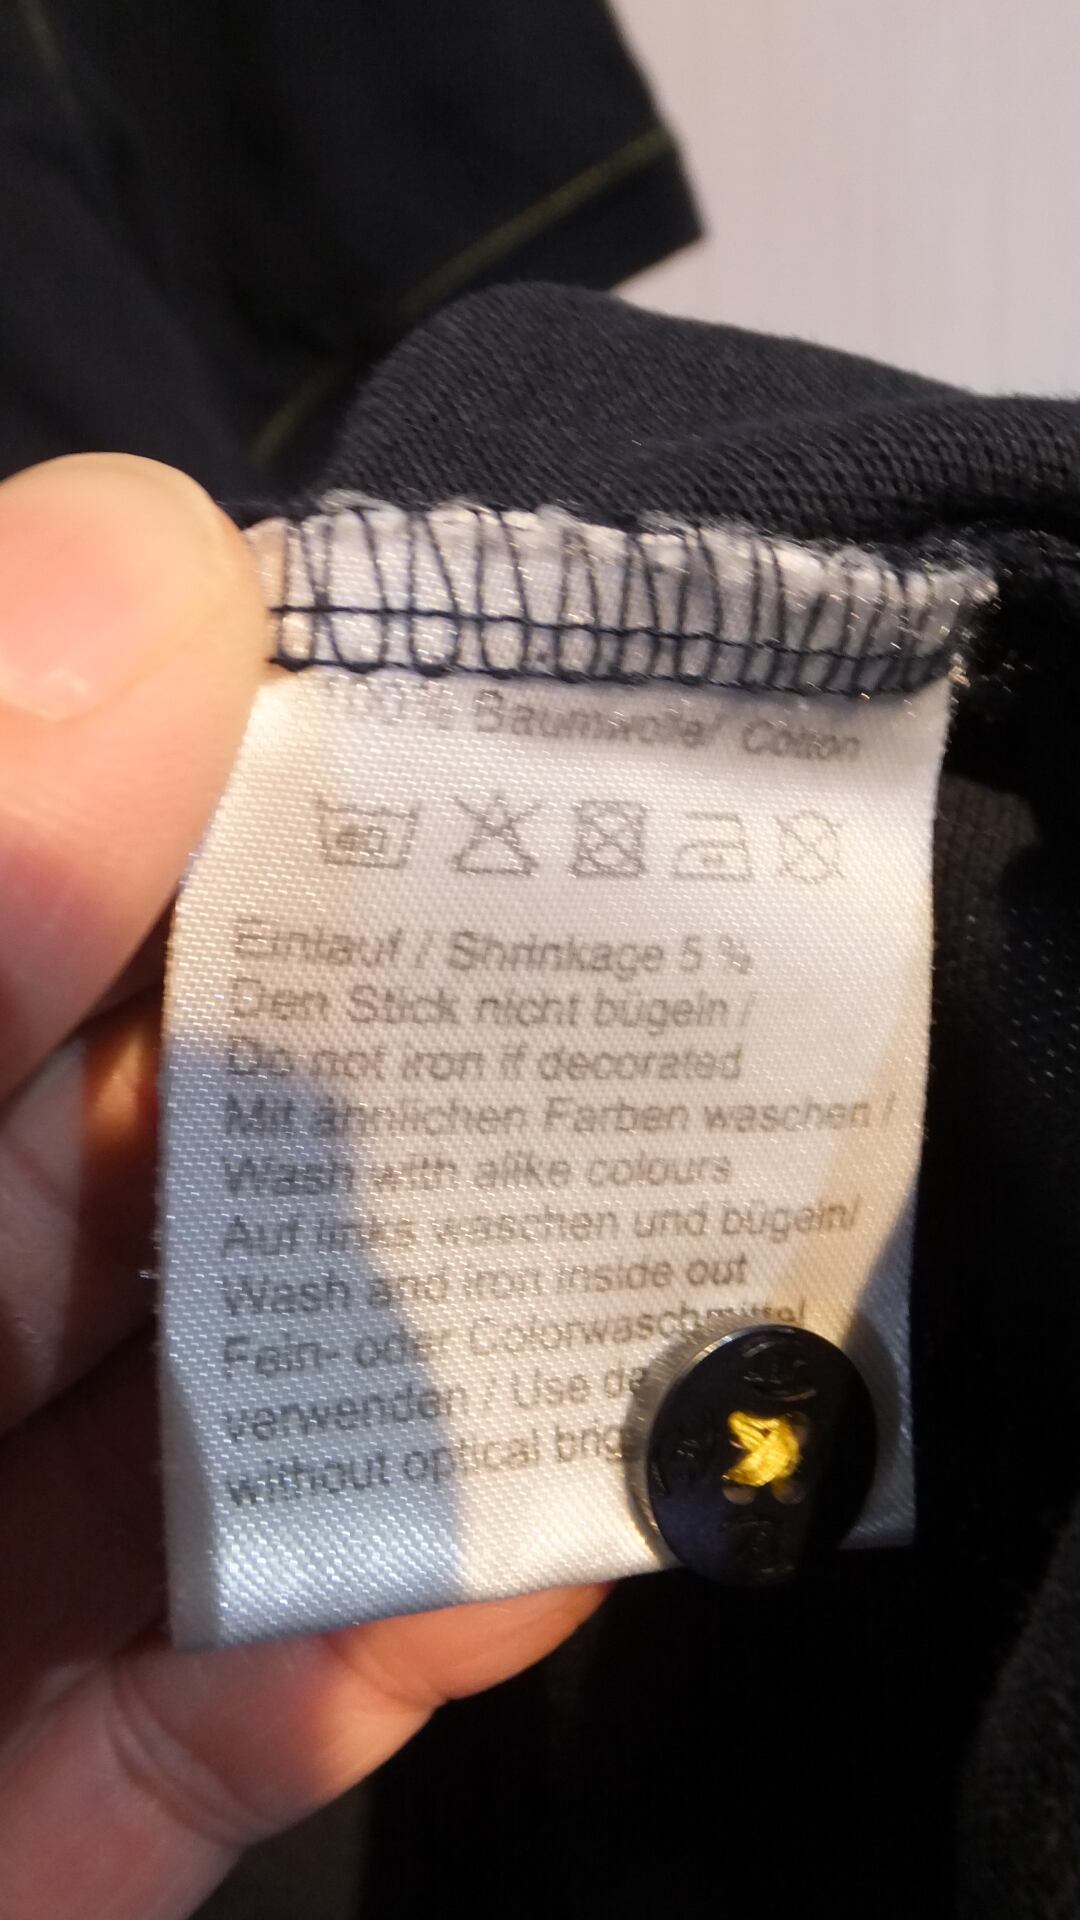 100% Baumwolle/ Cotton
Einlauf / Shrinkage 5 %
Den Stick nicht bügeln /
Do not iron if decorated
Mit ähnlichen Farben waschen /
Wash with alike colours
Auf links waschen und bügeln/
Wash and iron inside out
Fein- oder Colorwaschmittel
verwenden / Use
without optical